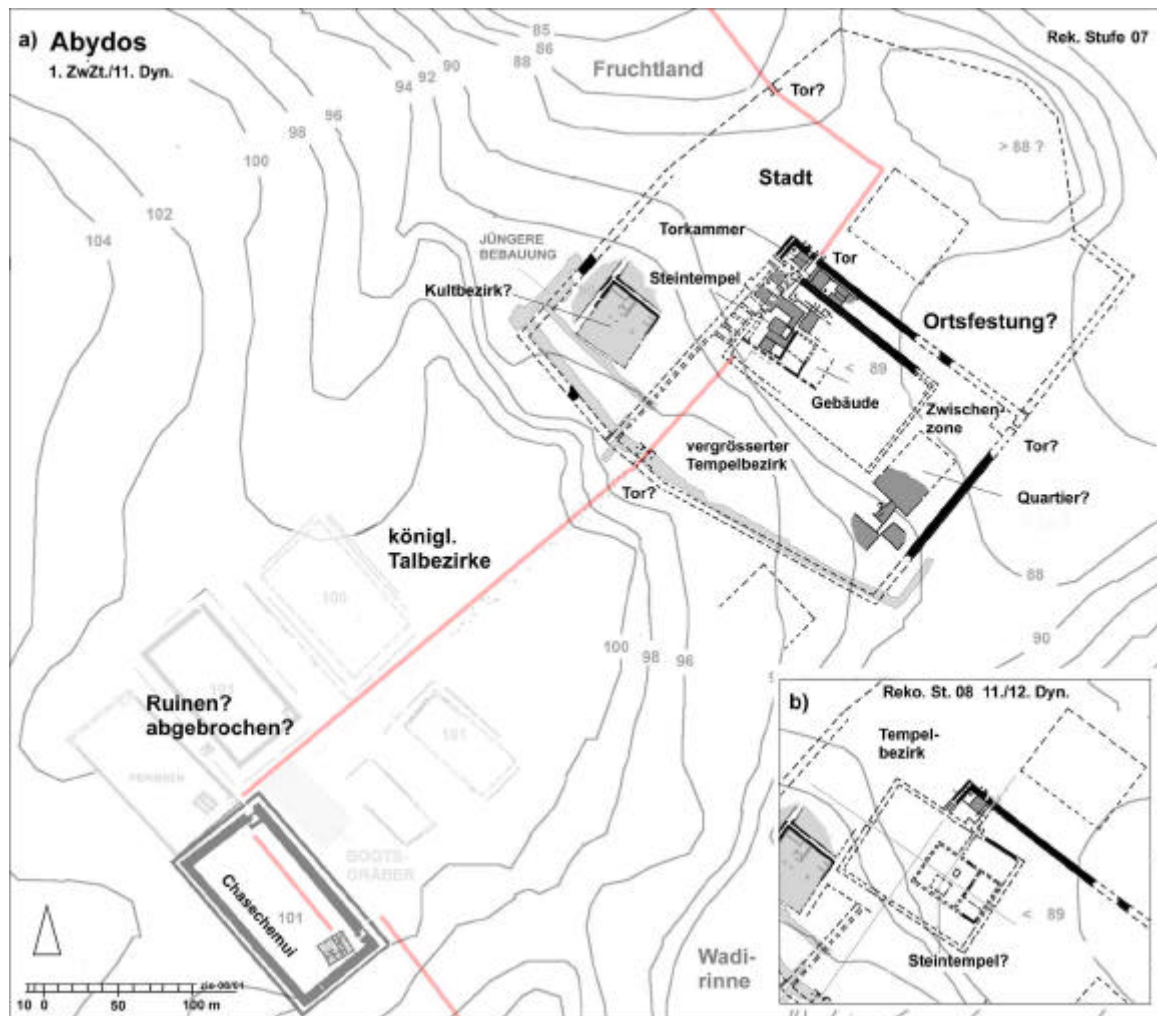 a) Abydos
1. ZwZt./11. Dyn.
Rek. Stufe 07
85
86
88
90
92
94
96
98
100
102
104
Fruchtland
Tor?
> 88 ?
Stadt
JÜNGERE
BEBAUUNG
Torkammer
Tor
Steintempel
Kultbezirk?
Ortsfestung?
< 89
Gebäude
Zwischen-
zone
vergrösserter
Tempelbezirk
Tor?
Tor?
Quartier?
königl.
Talbezirke
88
90
100
98
96
100
101
101
Ruinen?
abgebrochen?
BOOTS-
GRÄBER
Chasechemui
101
Wadi-
rinne
10 0 50 100 m
b) Reko. St. 08 11./12. Dyn.
Tempel-
bezirk
< 89
Steintempel?